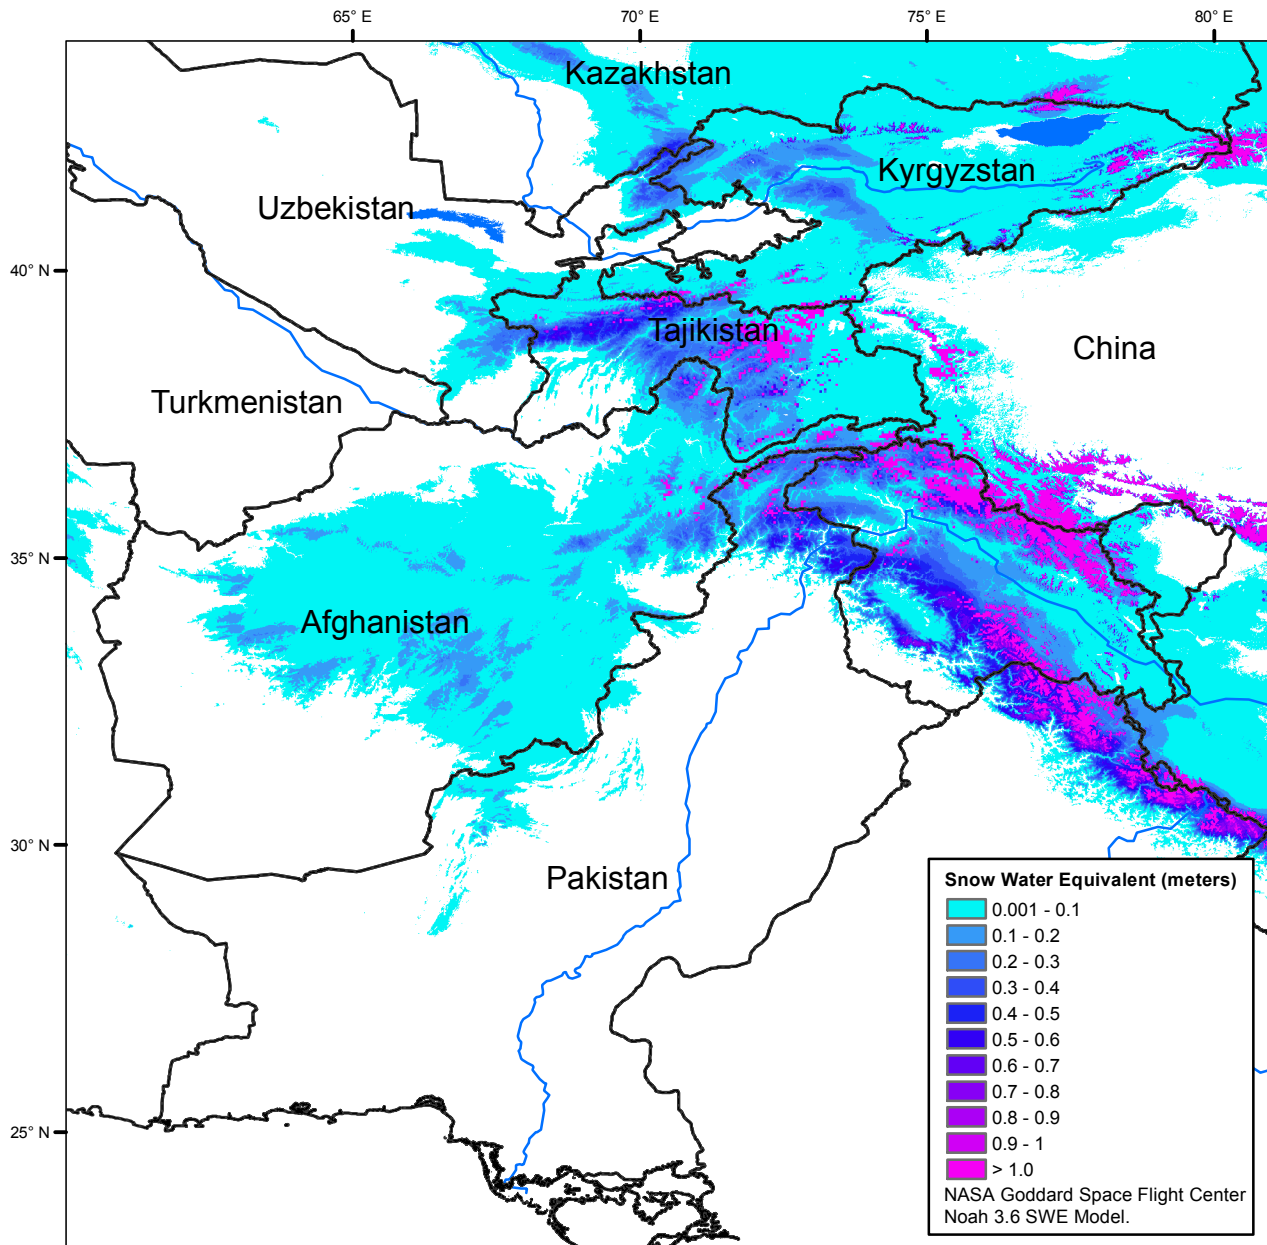 65° E
70° E
75° E
80° E
Kazakhstan
Kyrgyzstan
Uzbekistan
40° N
Tajikistan
China
Turkmenistan
35° N
Afghanistan
30° N
Pakistan
25° N
Snow Water Equivalent (meters)
0.001 - 0.1
0.1 - 0.2
0.2 - 0.3
0.3 - 0.4
0.4 - 0.5
0.5 - 0.6
0.6 - 0.7
0.7 - 0.8
0.8 - 0.9
0.9 - 1
> 1.0
NASA Goddard Space Flight Center
Noah 3.6 SWE Model.